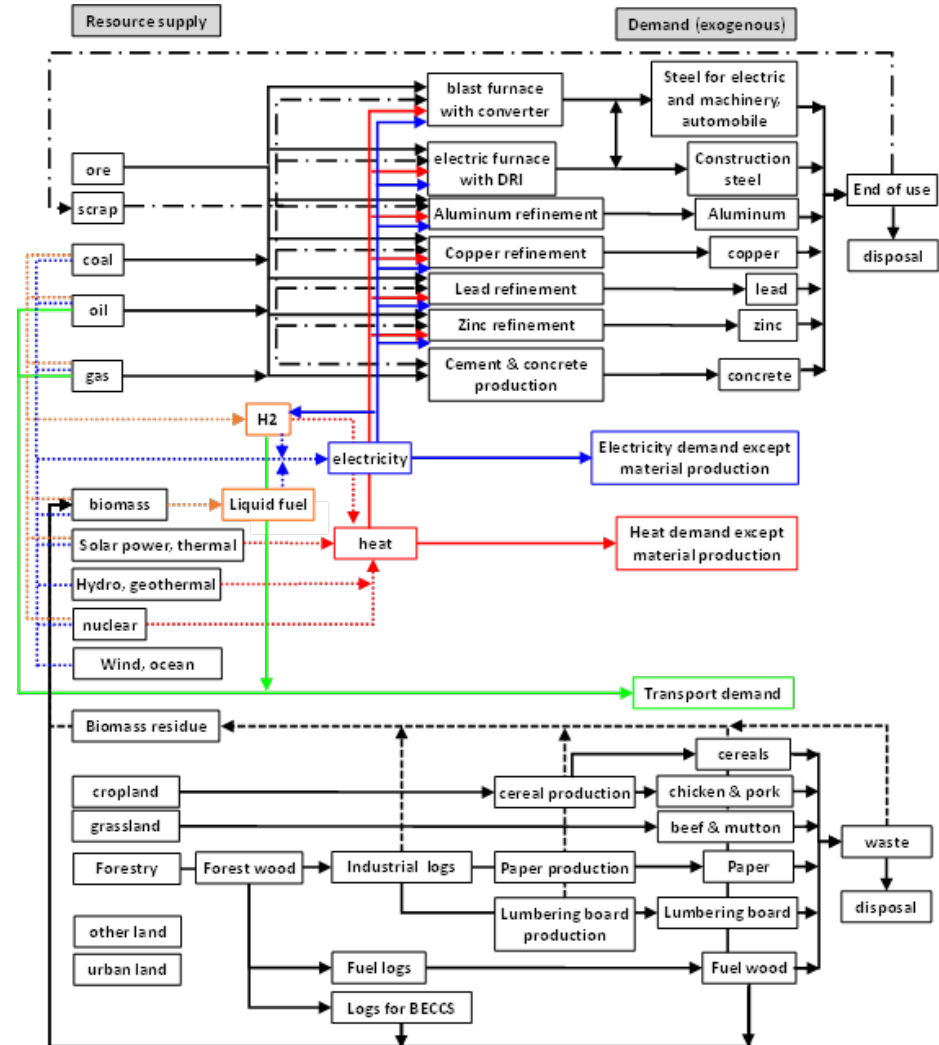 Resource supply
Demand (exogenous)
blast furnace
with converter
Steel for electric
and machinery,
automobile
ore
electric furnace
with DRI
Construction
steel
End of use
scrap
Aluminum refinement
Aluminum
coal
Copper refinement
copper
disposal
oil
Lead refinement
lead
Zinc refinement
zinc
gas
Cement & concrete
production
concrete
H2
electricity
Electricity demand except
material production
biomass
Liquid fuel
Solar power, thermal
heat
Heat demand except
material production
Hydro, geothermal
nuclear
Wind, ocean
Transport demand
Biomass residue
cereals
cropland
cereal production
chicken & pork
grassland
beef & mutton
waste
Forestry
Forest wood
Industrial logs
Paper production
Paper
Lumbering board
production
Lumbering board
disposal
other land
urban land
Fuel logs
Fuel wood
Logs for BECCS